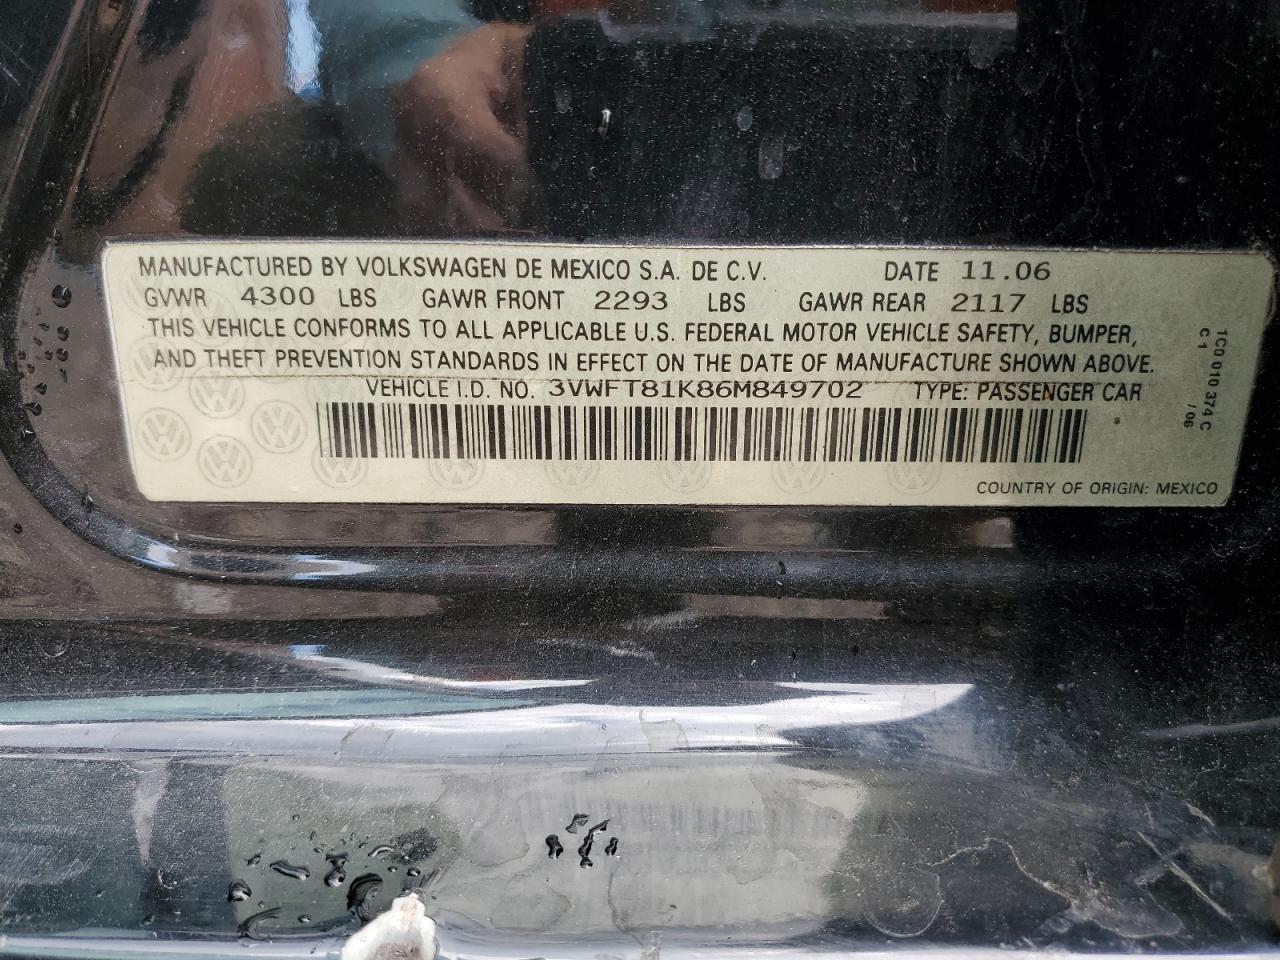 MANUFACTURED BY VOLKSWAGEN DE MEXICO S.A. DE C.V. DATE 11.06
GVWR 4300 LBS GAWR FRONT 2293 LBS GAWR REAR 2117 LBS
THIS VEHICLE CONFORMS TO ALL APPLICABLE U.S. FEDERAL MOTOR VEHICLE SAFETY, BUMPER,
AND THEFT PREVENTION STANDARDS IN EFFECT ON THE DATE OF MANUFACTURE SHOWN ABOVE.
VEHICLE I.D. NO. 3VWFT81K86M849702 TYPE: PASSENGER CAR
COUNTRY OF ORIGIN: MEXICO
1C0 010 374 C
C 1 / 06